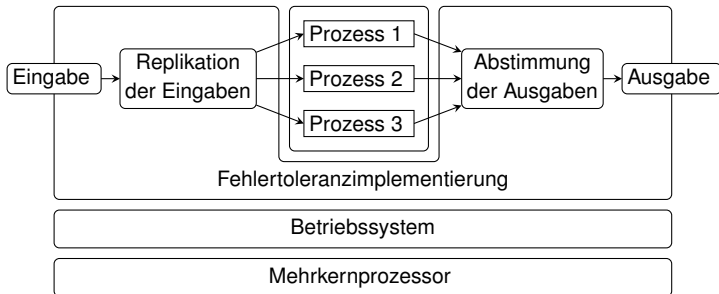 Eingabe
Replikation
der Eingaben
Prozess 1
Prozess 2
Prozess 3
Abstimmung
der Ausgaben
Ausgabe
Fehlertoleranzimplementierung
Betriebssystem
Mehrkernprozessor